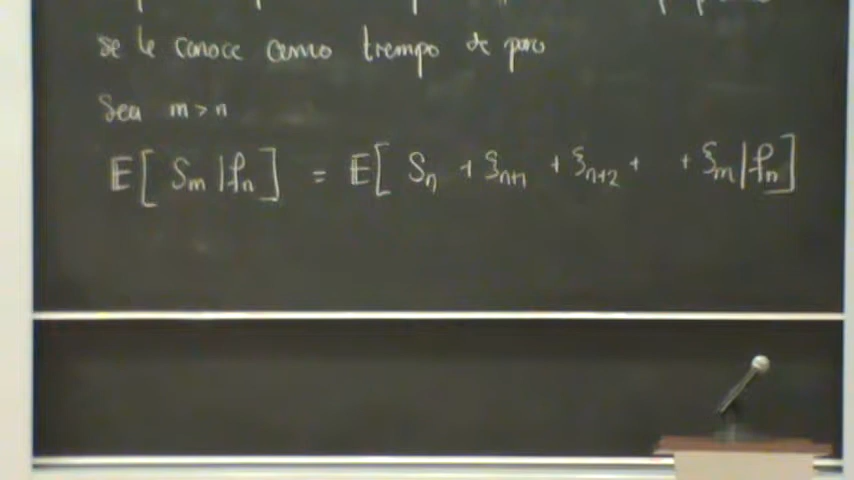 se le conoce como tiempo de paro
Sea m > n
E[ S_m | ℱ_n ] = E[ S_n + ξ_{n+1} + ξ_{n+2} + + ξ_m | ℱ_n ]